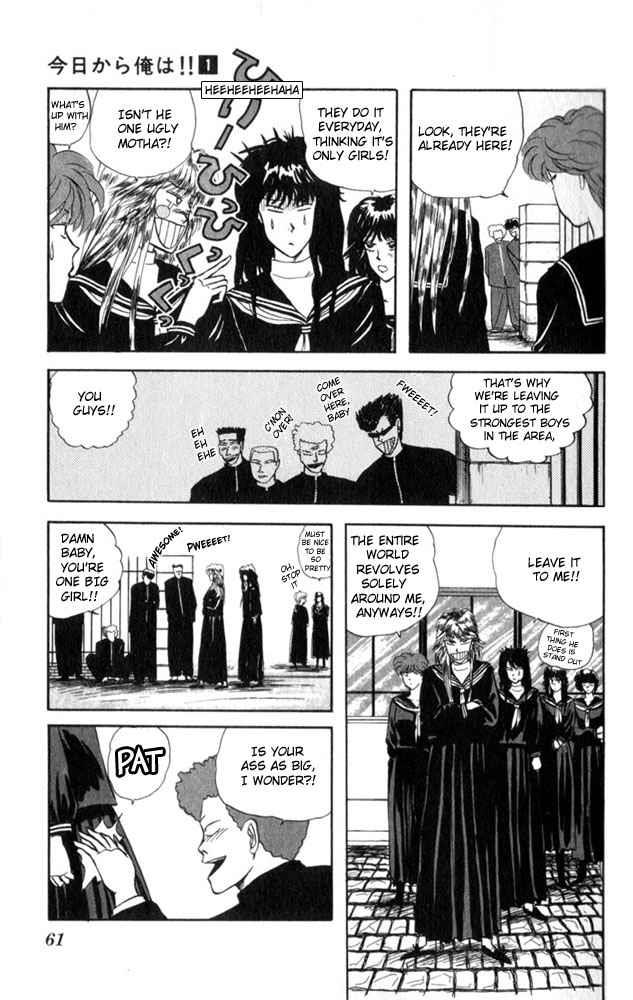 今日から俺は!! 1
LOOK, THEY'RE
ALREADY HERE!
THEY DO IT
EVERYDAY,
THINKING IT'S
ONLY GIRLS!
HEEHEEHEEHAHA
ISN'T HE
ONE UGLY
MOTHA?!
WHAT'S
UP WITH
HIM?
THAT'S WHY
WE'RE LEAVING
IT UP TO THE
STRONGEST BOYS
IN THE AREA,
FWEEEET!
COME
OVER
HERE,
BABY
C'MON
OVER!
EH
EH
EHE
YOU
GUYS!!
LEAVE IT
TO ME!!
FIRST
THING HE
DOES IS
STAND OUT
THE ENTIRE
WORLD
REVOLVES
SOLELY
AROUND ME,
ANYWAYS!!
MUST
BE NICE
TO BE
SO
PRETTY
OH,
STOP
IT
PWEEEET!
AWESOME!
DAMN
BABY,
YOU'RE
ONE BIG
GIRL!!
IS YOUR
ASS AS BIG,
I WONDER?!
PAT
61